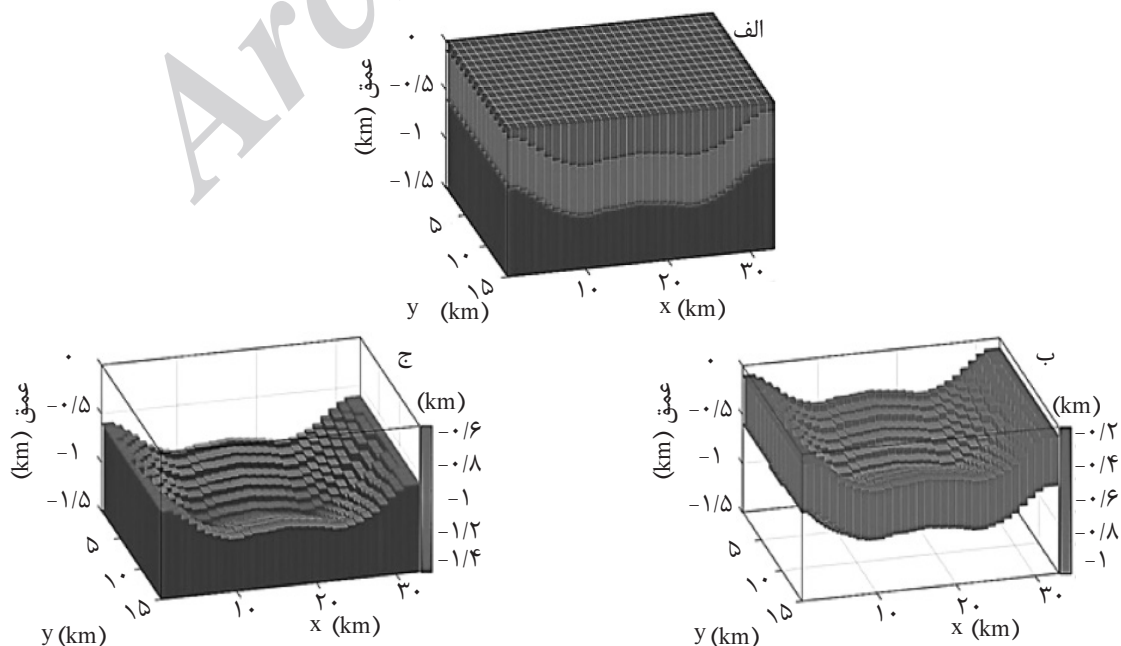 Arc
الف
عمق (km)
۰
-۰/۵
-۱
-۱/۵
۵
۱۰
۱۵
y (km)
۱۰
۲۰
۳۰
x (km)
ب
عمق (km)
۰
-۰/۵
-۱
-۱/۵
۵
۱۰
۱۵
y (km)
۱۰
۲۰
۳۰
x (km)
(km)
-۰/۲
-۰/۴
-۰/۶
-۰/۸
-۱
ج
عمق (km)
۰
-۰/۵
-۱
-۱/۵
۵
۱۰
۱۵
y (km)
۱۰
۲۰
۳۰
x (km)
(km)
-۰/۶
-۰/۸
-۱
-۱/۲
-۱/۴